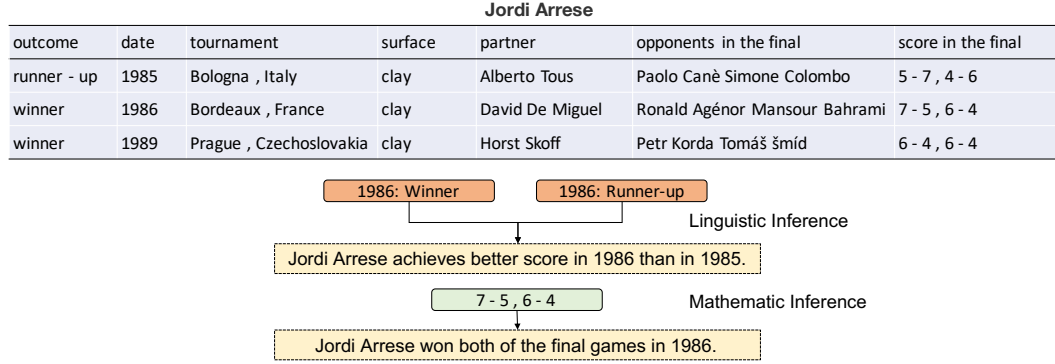 Jordi Arrese
outcome date tournament surface partner opponents in the final score in the final
runner - up 1985 Bologna , Italy clay Alberto Tous Paolo Canè Simone Colombo 5 - 7 , 4 - 6
winner 1986 Bordeaux , France clay David De Miguel Ronald Agénor Mansour Bahrami 7 - 5 , 6 - 4
winner 1989 Prague , Czechoslovakia clay Horst Skoff Petr Korda Tomáš šmíd 6 - 4 , 6 - 4
1986: Winner 1986: Runner-up
Linguistic Inference
Jordi Arrese achieves better score in 1986 than in 1985.
7 - 5 , 6 - 4 Mathematic Inference
Jordi Arrese won both of the final games in 1986.